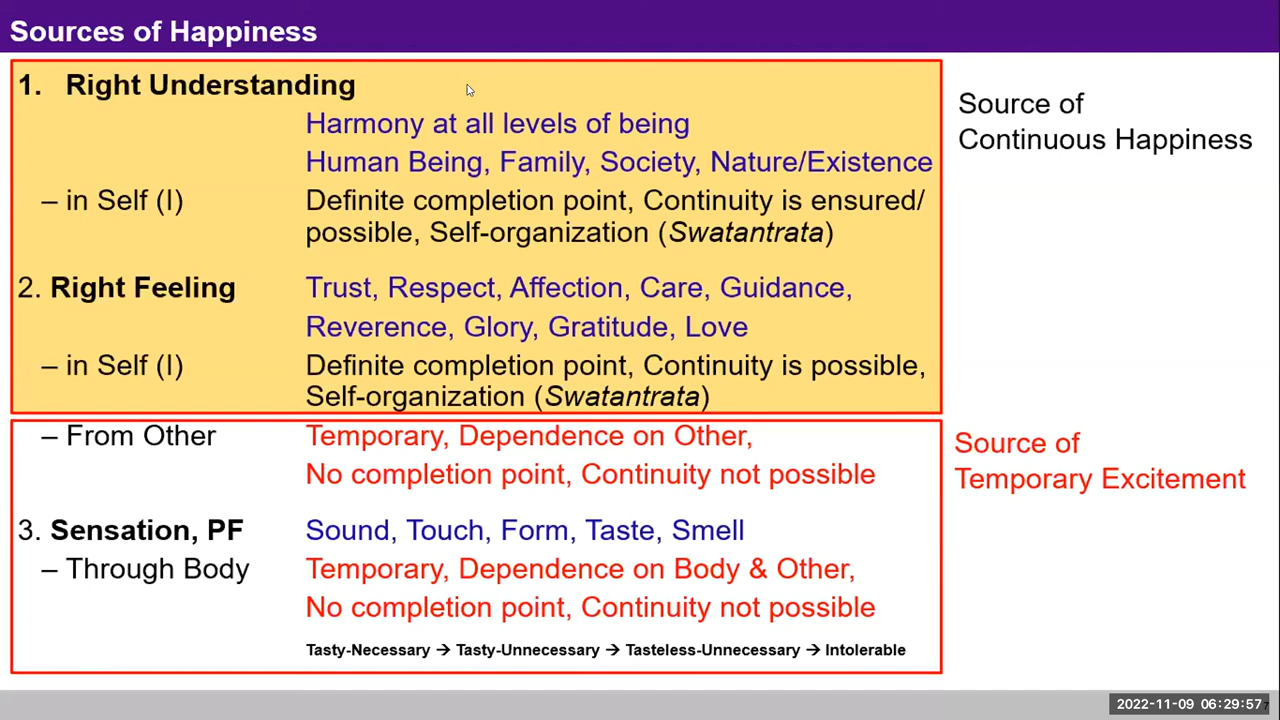 Sources of Happiness
1. Right Understanding
Harmony at all levels of being
Human Being, Family, Society, Nature/Existence
– in Self (I) Definite completion point, Continuity is ensured/
possible, Self-organization (Swatantrata)
2. Right Feeling Trust, Respect, Affection, Care, Guidance,
Reverence, Glory, Gratitude, Love
– in Self (I) Definite completion point, Continuity is possible,
Self-organization (Swatantrata)
Source of
Continuous Happiness
– From Other Temporary, Dependence on Other,
No completion point, Continuity not possible
3. Sensation, PF Sound, Touch, Form, Taste, Smell
– Through Body Temporary, Dependence on Body & Other,
No completion point, Continuity not possible
Tasty-Necessary → Tasty-Unnecessary → Tasteless-Unnecessary → Intolerable
Source of
Temporary Excitement
2022-11-09 06:29:57
7